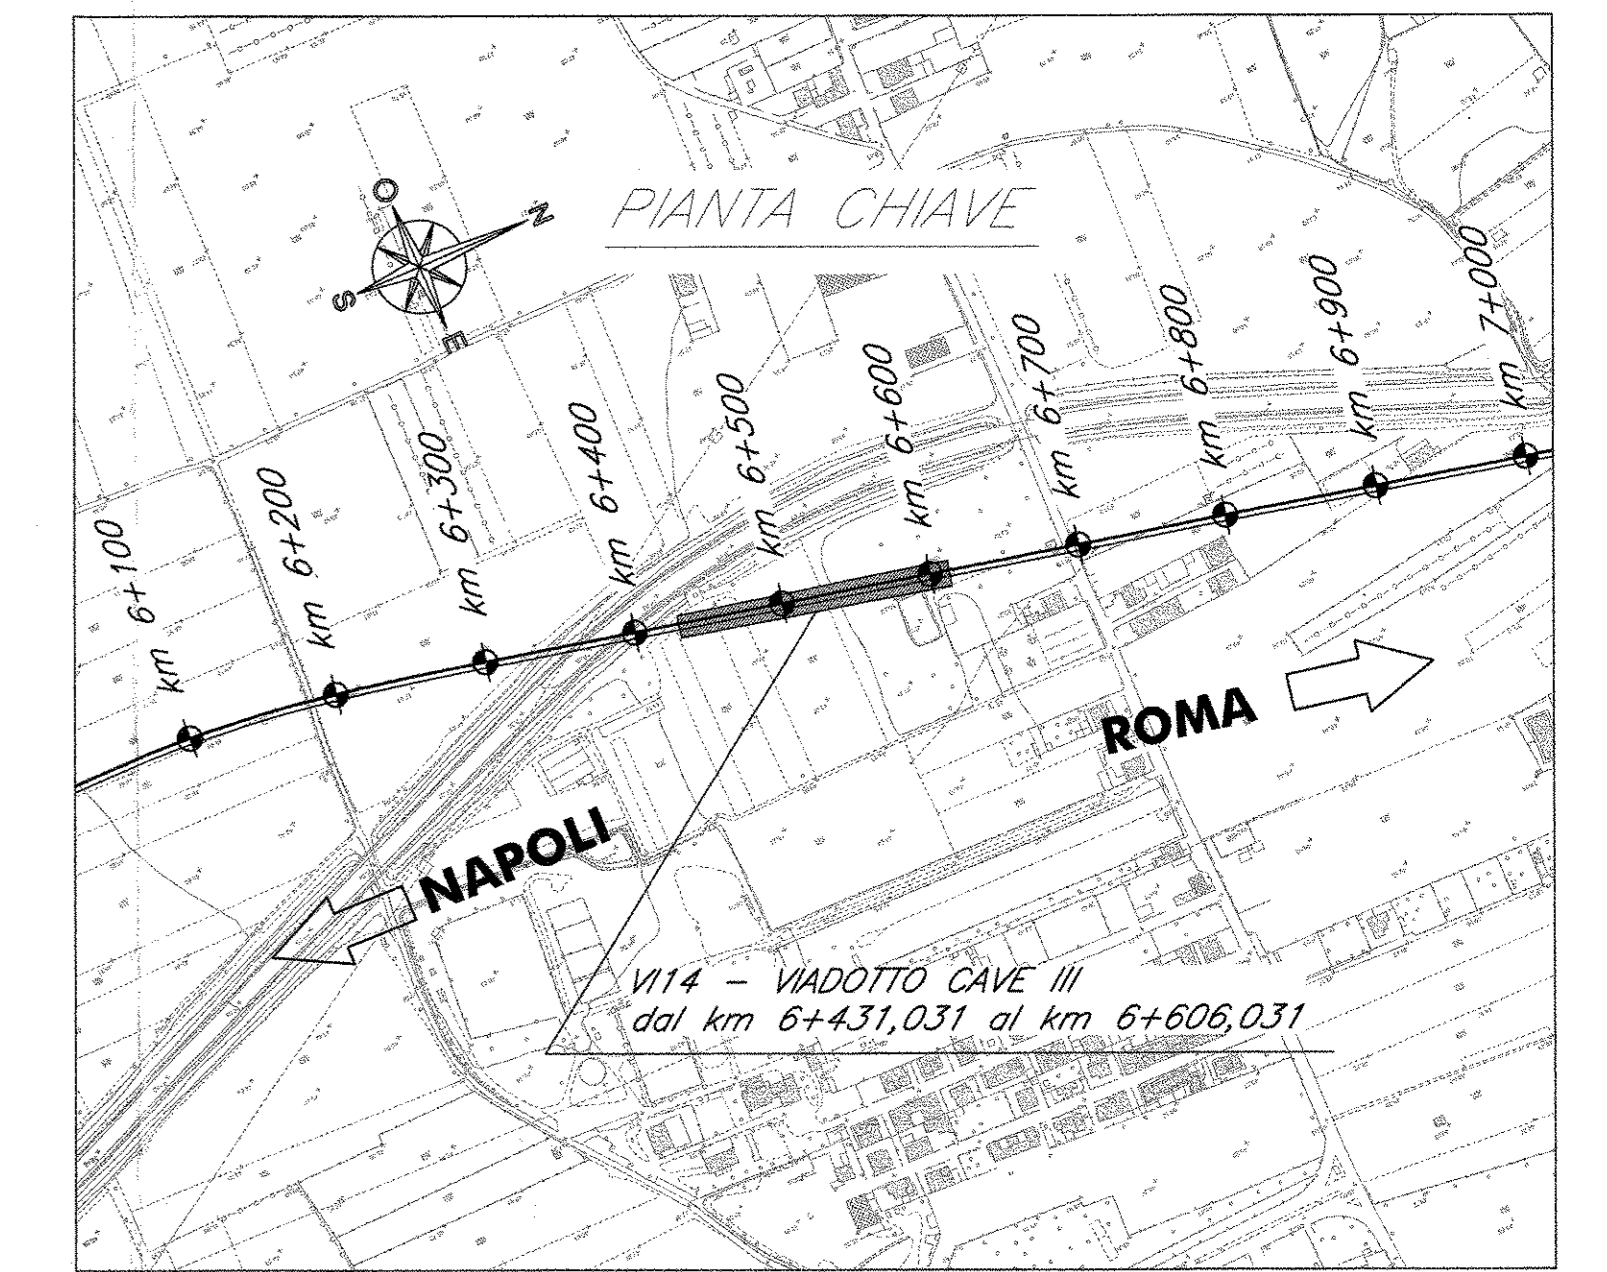 PIANTA CHIAVE
O
N
S
E
km 6+100
km 6+200
km 6+300
km 6+400
km 6+500
km 6+600
km 6+700
km 6+800
km 6+900
km 7+000
ROMA
NAPOLI
VI14 – VIADOTTO CAVE III
dal km 6+431,031 al km 6+606,031